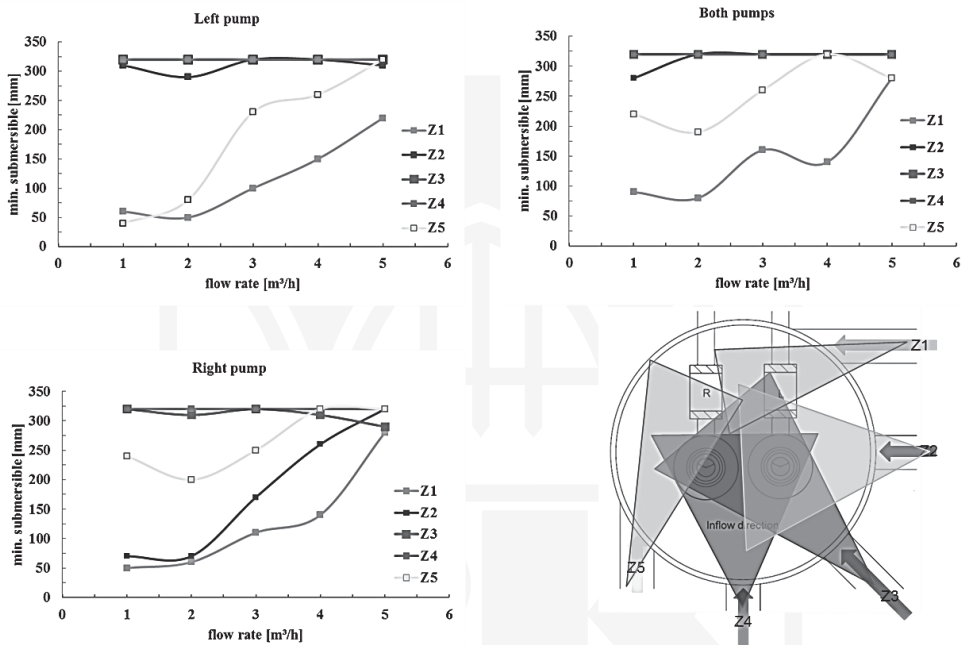 Left pump
min. submersible [mm]
350
300
250
200
150
100
50
0
0 1 2 3 4 5 6
flow rate [m³/h]
Z1
Z2
Z3
Z4
Z5
Both pumps
min. submersible [mm]
350
300
250
200
150
100
50
0
0 1 2 3 4 5 6
flow rate [m³/h]
Z1
Z2
Z3
Z4
Z5
Right pump
min. submersible [mm]
350
300
250
200
150
100
50
0
0 1 2 3 4 5 6
flow rate [m³/h]
Z1
Z2
Z3
Z4
Z5
Z1
R
Z2
Inflow direction
Z5
Z3
Z4